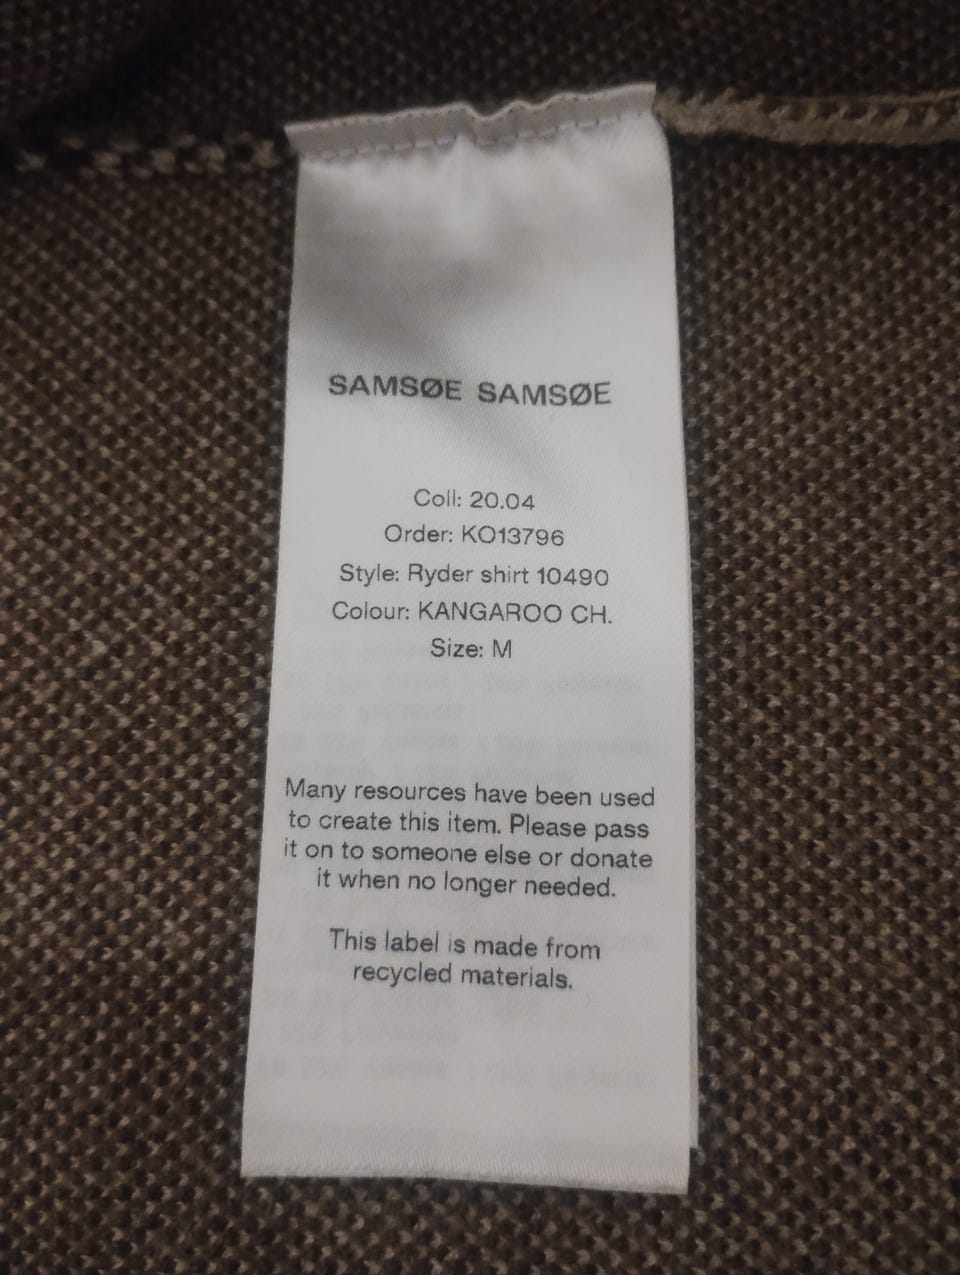 SAMSØE SAMSØE
Coll: 20.04
Order: KO13796
Style: Ryder shirt 10490
Colour: KANGAROO CH.
Size: M
Many resources have been used
to create this item. Please pass
it on to someone else or donate
it when no longer needed.
This label is made from
recycled materials.